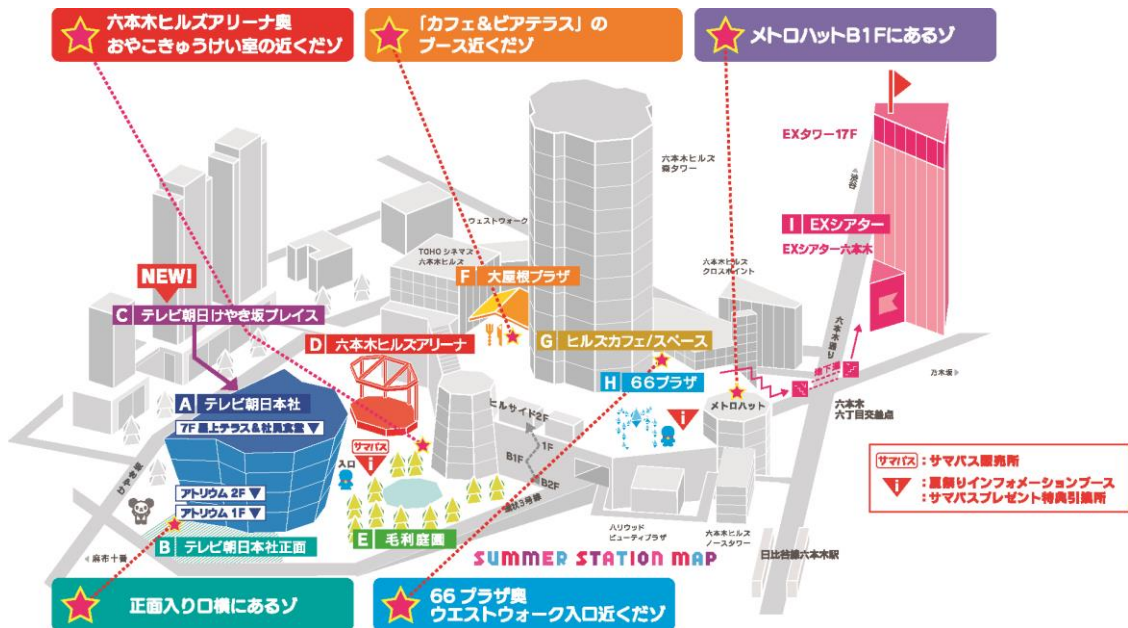 六本木ヒルズアリーナ奥
おやこきゅうけい室の近くだゾ
「カフェ&ビアテラス」の
ブース近くだゾ
メトロハットB1Fにあるゾ
EXタワー17F
六本木ヒルズ
森タワー
渋谷
ウェストウォーク
I EXシアター
EXシアター六本木
TOHOシネマズ
六本木ヒルズ
六本木ヒルズ
クロスポイント
NEW!
F 大屋根プラザ
C テレビ朝日けやき坂プレイス
D 六本木ヒルズアリーナ
G ヒルズカフェ/スペース
六本木通り
地下通
乃木坂
H 66プラザ
A テレビ朝日本社
7F 屋上テラス&社員食堂▼
メトロハット
六本木
六丁目交差点
ヒルサイド2F
1F
B1F
B2F
サマパス
i
入口
i
けやき坂
アトリウム 2F▼
アトリウム 1F▼
環状3号線
サマパス：サマパス販売所
i：夏祭りインフォメーションブース
：サマパスプレゼント特典引換所
B テレビ朝日本社正面
E 毛利庭園
ハリウッド
ビューティプラザ
六本木ヒルズ
ノースタワー
麻布十番
SUMMER STATION MAP
日比谷線六本木駅
正面入り口横にあるゾ
66プラザ奥
ウエストウォーク入口近くだゾ